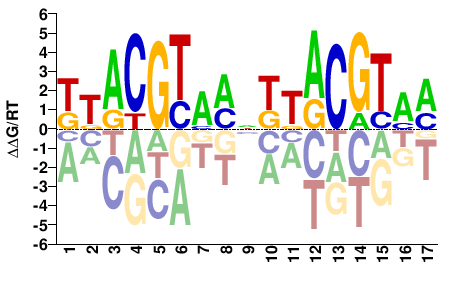 6
5
4
3
2
1
0
-1
-2
-3
-4
-5
-6
ΔΔG/RT
T T A C G T A A T T A C G T A A
G G G T C C G G G A C C C
C C T A A G C C C T C A T
A A C G T A T T A A T A T G G T
G C G
1 2 3 4 5 6 7 8 9 10 11 12 13 14 15 16 17